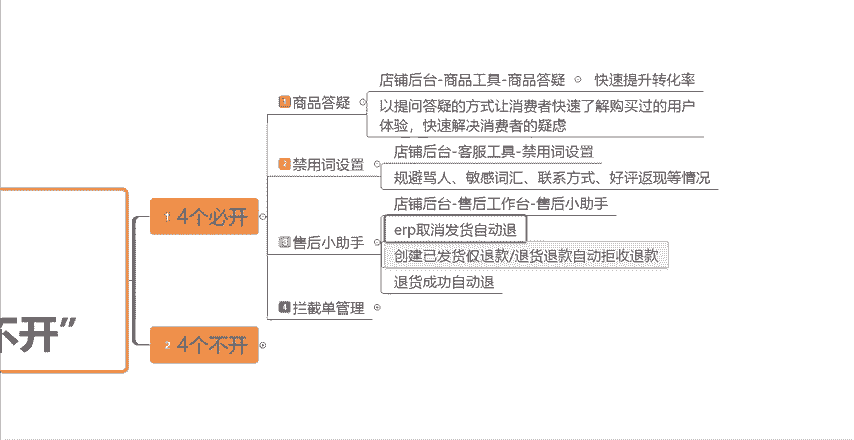 不开”
1 4个必开
1 商品答疑
店铺后台-商品工具-商品答疑
快速提升转化率
以提问答疑的方式让消费者快速了解购买过的用户
体验，快速解决消费者的疑虑
2 禁用词设置
店铺后台-客服工具-禁用词设置
规避骂人、敏感词汇、联系方式、好评返现等情况
3 售后小助手
店铺后台-售后工作台-售后小助手
erp取消发货自动退
创建已发货仅退款/退货退款自动拒收退款
退货成功自动退
4 拦截单管理
2 4个不开